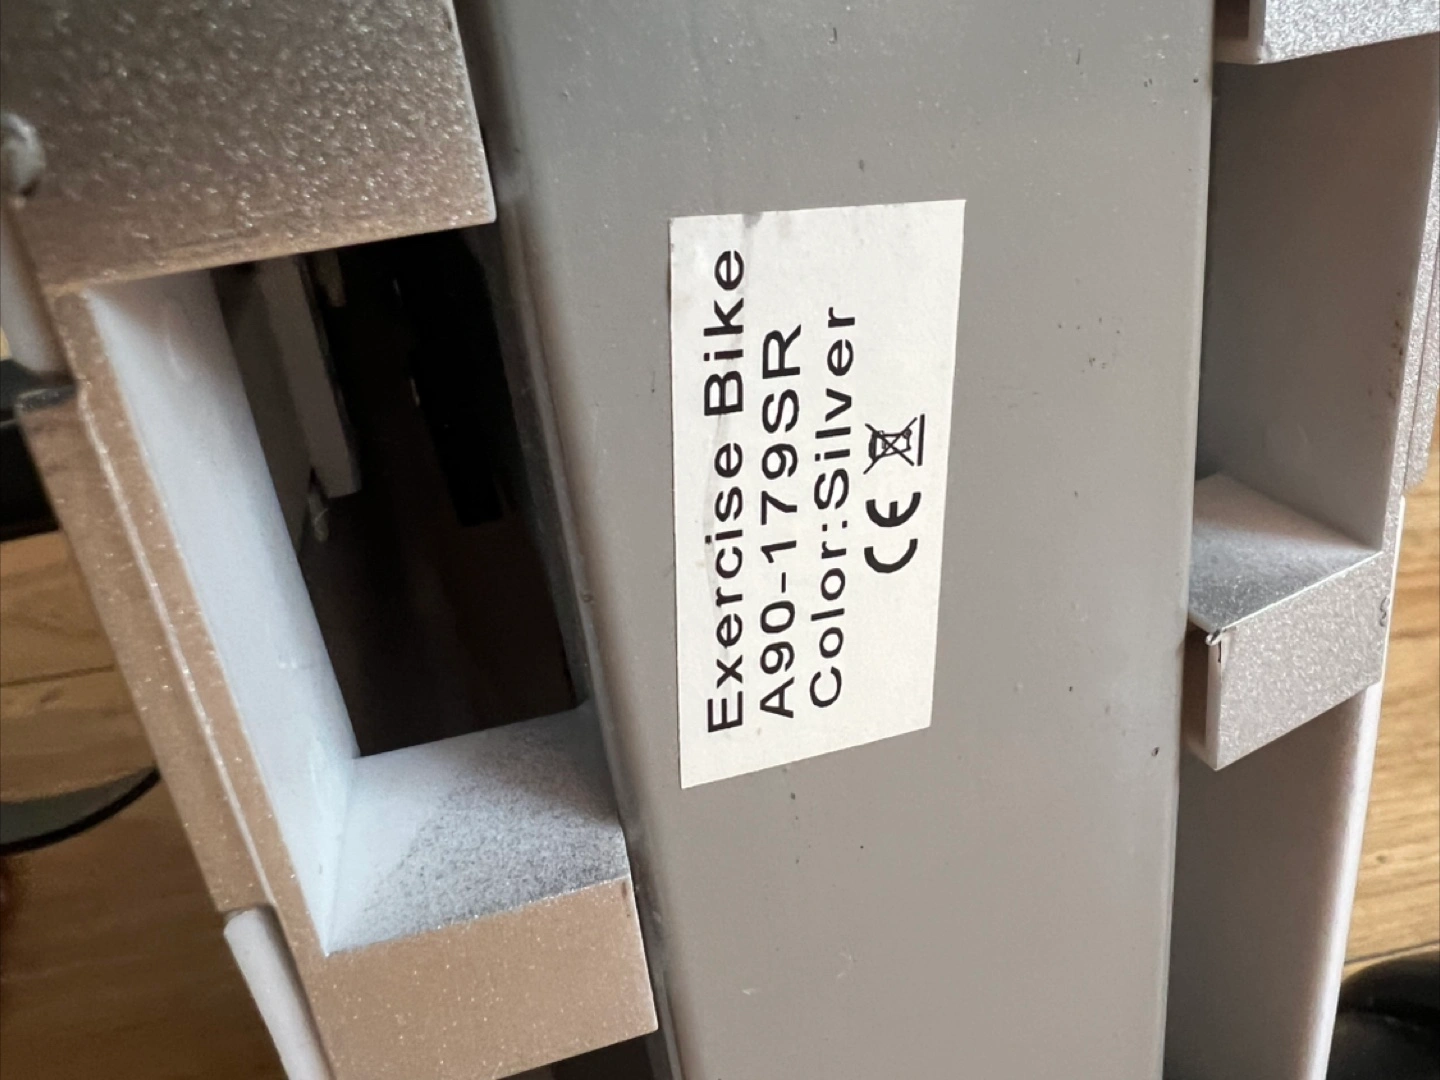 Exercise Bike
A90-179SR
Color:Silver
CE